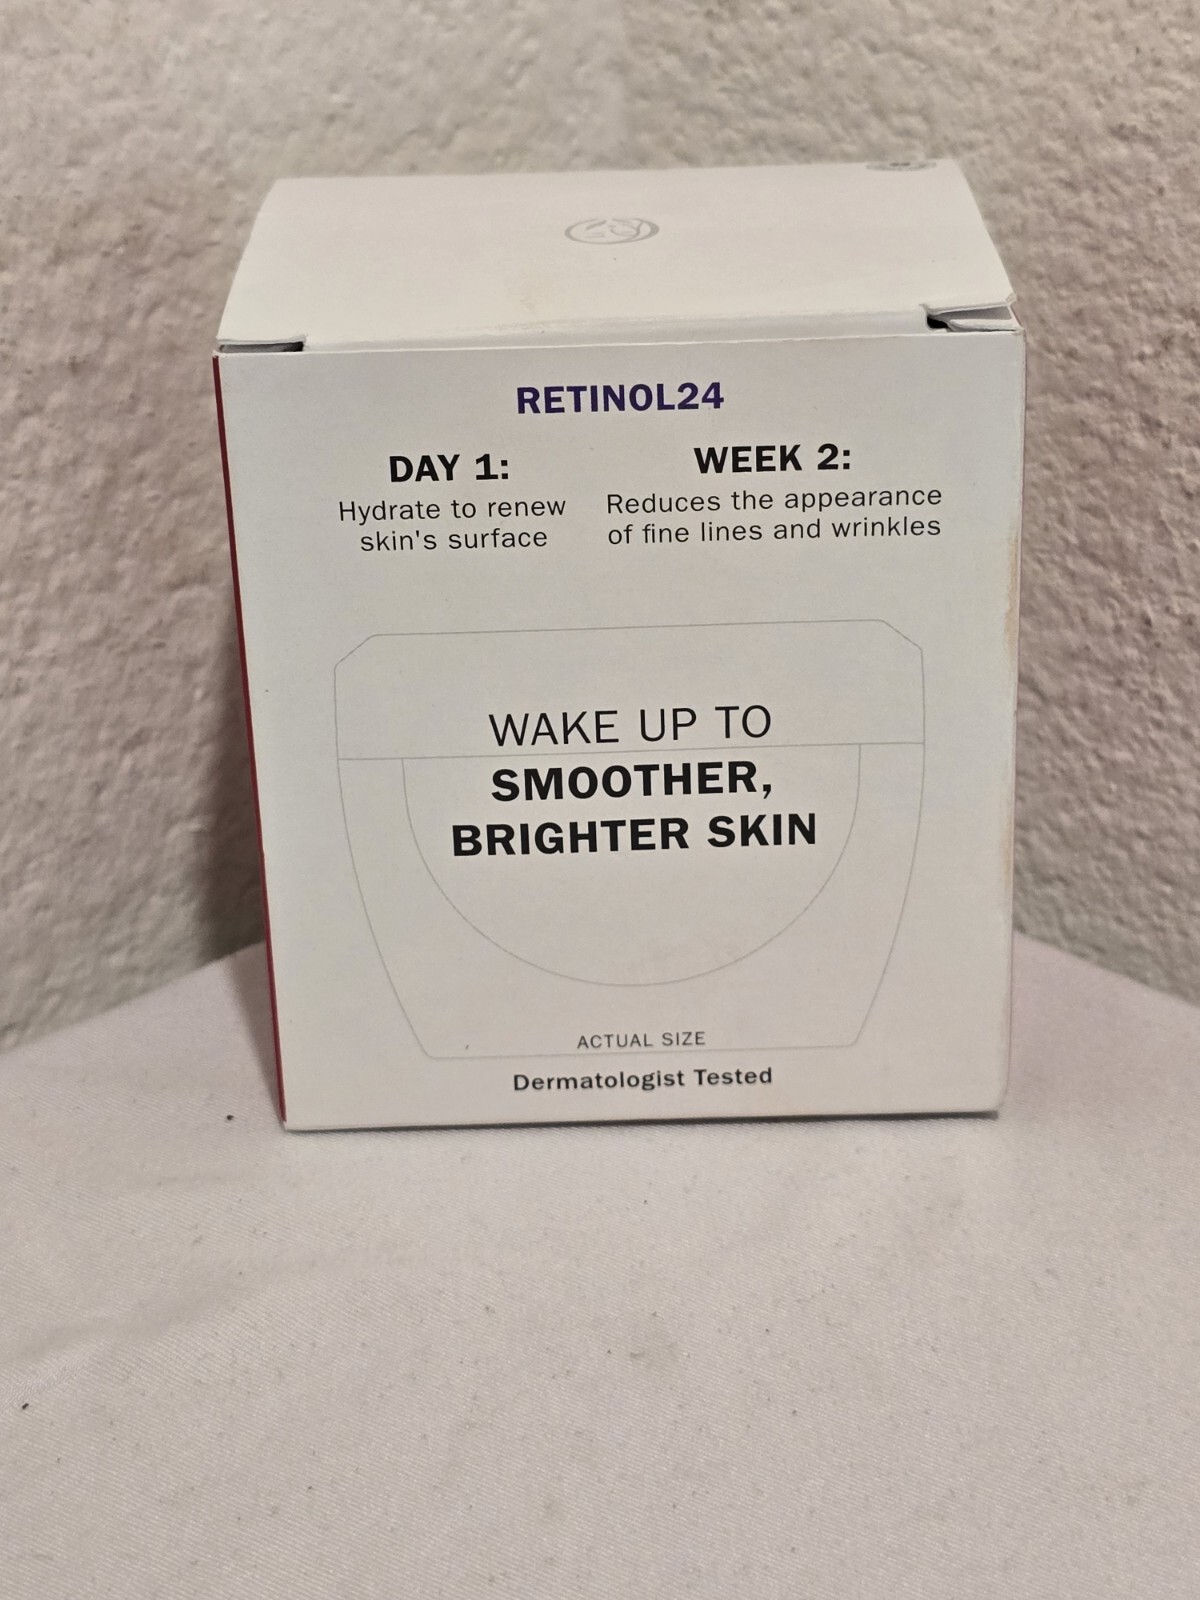 RETINOL24
DAY 1:
Hydrate to renew
skin's surface
WEEK 2:
Reduces the appearance
of fine lines and wrinkles
WAKE UP TO
SMOOTHER,
BRIGHTER SKIN
ACTUAL SIZE
Dermatologist Tested